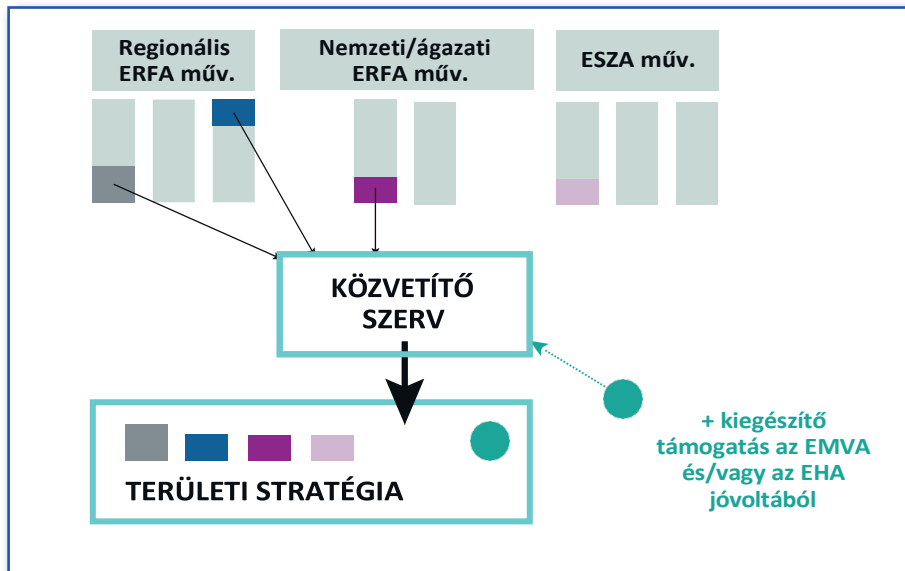 Regionális
ERFA műv.
Nemzeti/ágazati
ERFA műv.
ESZA műv.
KÖZVETÍTŐ
SZERV
TERÜLETI STRATÉGIA
+ kiegészítő
támogatás az EMVA
és/vagy az EHA
jóvoltából